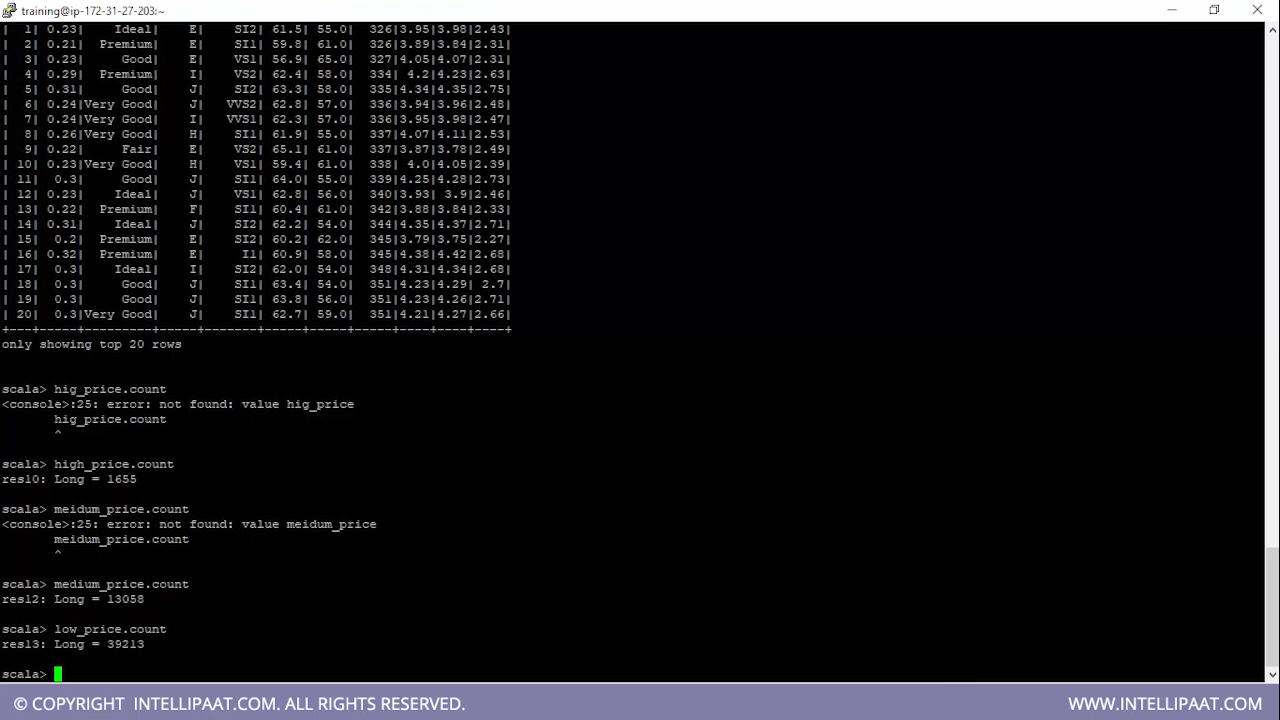 training@ip-172-31-27-203:~
|  1| 0.23|    Ideal|    E|    SI2| 61.5| 55.0|  326|3.95|3.98|2.43|
|  2| 0.21|  Premium|    E|    SI1| 59.8| 61.0|  326|3.89|3.84|2.31|
|  3| 0.23|     Good|    E|    VS1| 56.9| 65.0|  327|4.05|4.07|2.31|
|  4| 0.29|  Premium|    I|    VS2| 62.4| 58.0|  334| 4.2|4.23|2.63|
|  5| 0.31|     Good|    J|    SI2| 63.3| 58.0|  335|4.34|4.35|2.75|
|  6| 0.24|Very Good|    J|   VVS2| 62.8| 57.0|  336|3.94|3.96|2.48|
|  7| 0.24|Very Good|    I|   VVS1| 62.3| 57.0|  336|3.95|3.98|2.47|
|  8| 0.26|Very Good|    H|    SI1| 61.9| 55.0|  337|4.07|4.11|2.53|
|  9| 0.22|     Fair|    E|    VS2| 65.1| 61.0|  337|3.87|3.78|2.49|
| 10| 0.23|Very Good|    H|    VS1| 59.4| 61.0|  338| 4.0|4.05|2.39|
| 11|  0.3|     Good|    J|    SI1| 64.0| 55.0|  339|4.25|4.28|2.73|
| 12| 0.23|    Ideal|    J|    VS1| 62.8| 56.0|  340|3.93| 3.9|2.46|
| 13| 0.22|  Premium|    F|    SI1| 60.4| 61.0|  342|3.88|3.84|2.33|
| 14| 0.31|    Ideal|    J|    SI2| 62.2| 54.0|  344|4.35|4.37|2.71|
| 15|  0.2|  Premium|    E|    SI2| 60.2| 62.0|  345|3.79|3.75|2.27|
| 16| 0.32|  Premium|    E|     I1| 60.9| 58.0|  345|4.38|4.42|2.68|
| 17|  0.3|    Ideal|    I|    SI2| 62.0| 54.0|  348|4.31|4.34|2.68|
| 18|  0.3|     Good|    J|    SI1| 63.4| 54.0|  351|4.23|4.29| 2.7|
| 19|  0.3|     Good|    J|    SI1| 63.8| 56.0|  351|4.23|4.26|2.71|
| 20|  0.3|Very Good|    J|    SI1| 62.7| 59.0|  351|4.21|4.27|2.66|
+---+-----+---------+-----+-------+-----+-----+-----+----+----+----+
only showing top 20 rows
scala> hig_price.count
<console>:25: error: not found: value hig_price
       hig_price.count
       ^
scala> high_price.count
res10: Long = 1655
scala> meidum_price.count
<console>:25: error: not found: value meidum_price
       meidum_price.count
       ^
scala> medium_price.count
res12: Long = 13058
scala> low_price.count
res13: Long = 39213
scala>
© COPYRIGHT INTELLIPAAT.COM. ALL RIGHTS RESERVED.
WWW.INTELLIPAAT.COM